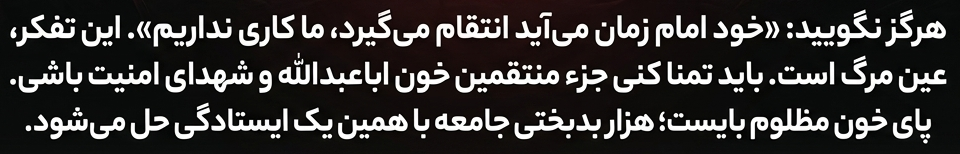 هرگز نگویید: «خود امام زمان می‌آید انتقام می‌گیرد، ما کاری نداریم». این تفکر،
عین مرگ است. باید تمنا کنی جزء منتقمین خون اباعبدالله و شهدای امنیت باشی.
پای خون مظلوم بایست؛ هزار بدبختی جامعه با همین یک ایستادگی حل می‌شود.